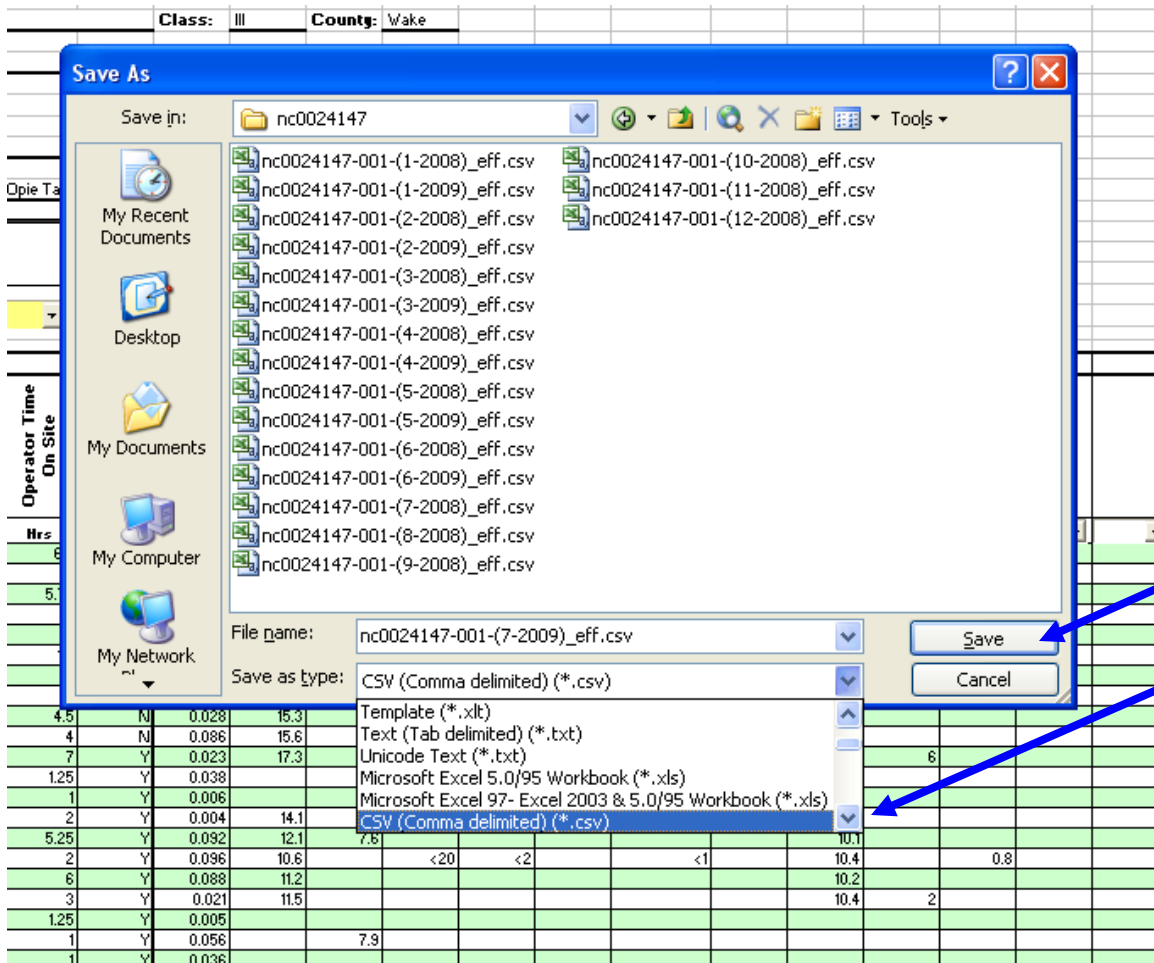 Class: III County: Wake
Save As
Save in: nc0024147 Tools
nc0024147-001-(1-2008)_eff.csv nc0024147-001-(10-2008)_eff.csv
nc0024147-001-(1-2009)_eff.csv nc0024147-001-(11-2008)_eff.csv
nc0024147-001-(2-2008)_eff.csv nc0024147-001-(12-2008)_eff.csv
nc0024147-001-(2-2009)_eff.csv
nc0024147-001-(3-2008)_eff.csv
nc0024147-001-(3-2009)_eff.csv
nc0024147-001-(4-2008)_eff.csv
nc0024147-001-(4-2009)_eff.csv
nc0024147-001-(5-2008)_eff.csv
nc0024147-001-(5-2009)_eff.csv
nc0024147-001-(6-2008)_eff.csv
nc0024147-001-(6-2009)_eff.csv
nc0024147-001-(7-2008)_eff.csv
nc0024147-001-(8-2008)_eff.csv
nc0024147-001-(9-2008)_eff.csv
My Recent
Documents
Desktop
My Documents
My Computer
My Network
Opie Ta
Operator Time
On Site
Hrs
6
5.
File name: nc0024147-001-(7-2009)_eff.csv Save
Save as type: CSV (Comma delimited) (*.csv) Cancel
Template (*.xlt)
Text (Tab delimited) (*.txt)
Unicode Text (*.txt)
Microsoft Excel 5.0/95 Workbook (*.xls)
Microsoft Excel 97- Excel 2003 & 5.0/95 Workbook (*.xls)
CSV (Comma delimited) (*.csv)
4.5 N 0.028 15.3
4 N 0.086 15.6
7 Y 0.023 17.3 6
1.25 Y 0.038
1 Y 0.006
2 Y 0.004 14.1
5.25 Y 0.092 12.1 7.6 10.1
2 Y 0.096 10.6 <20 <2 <1 10.4 0.8
6 Y 0.088 11.2 10.2
3 Y 0.021 11.5 10.4 2
1.25 Y 0.005
1 Y 0.056 7.9
1 Y 0.036